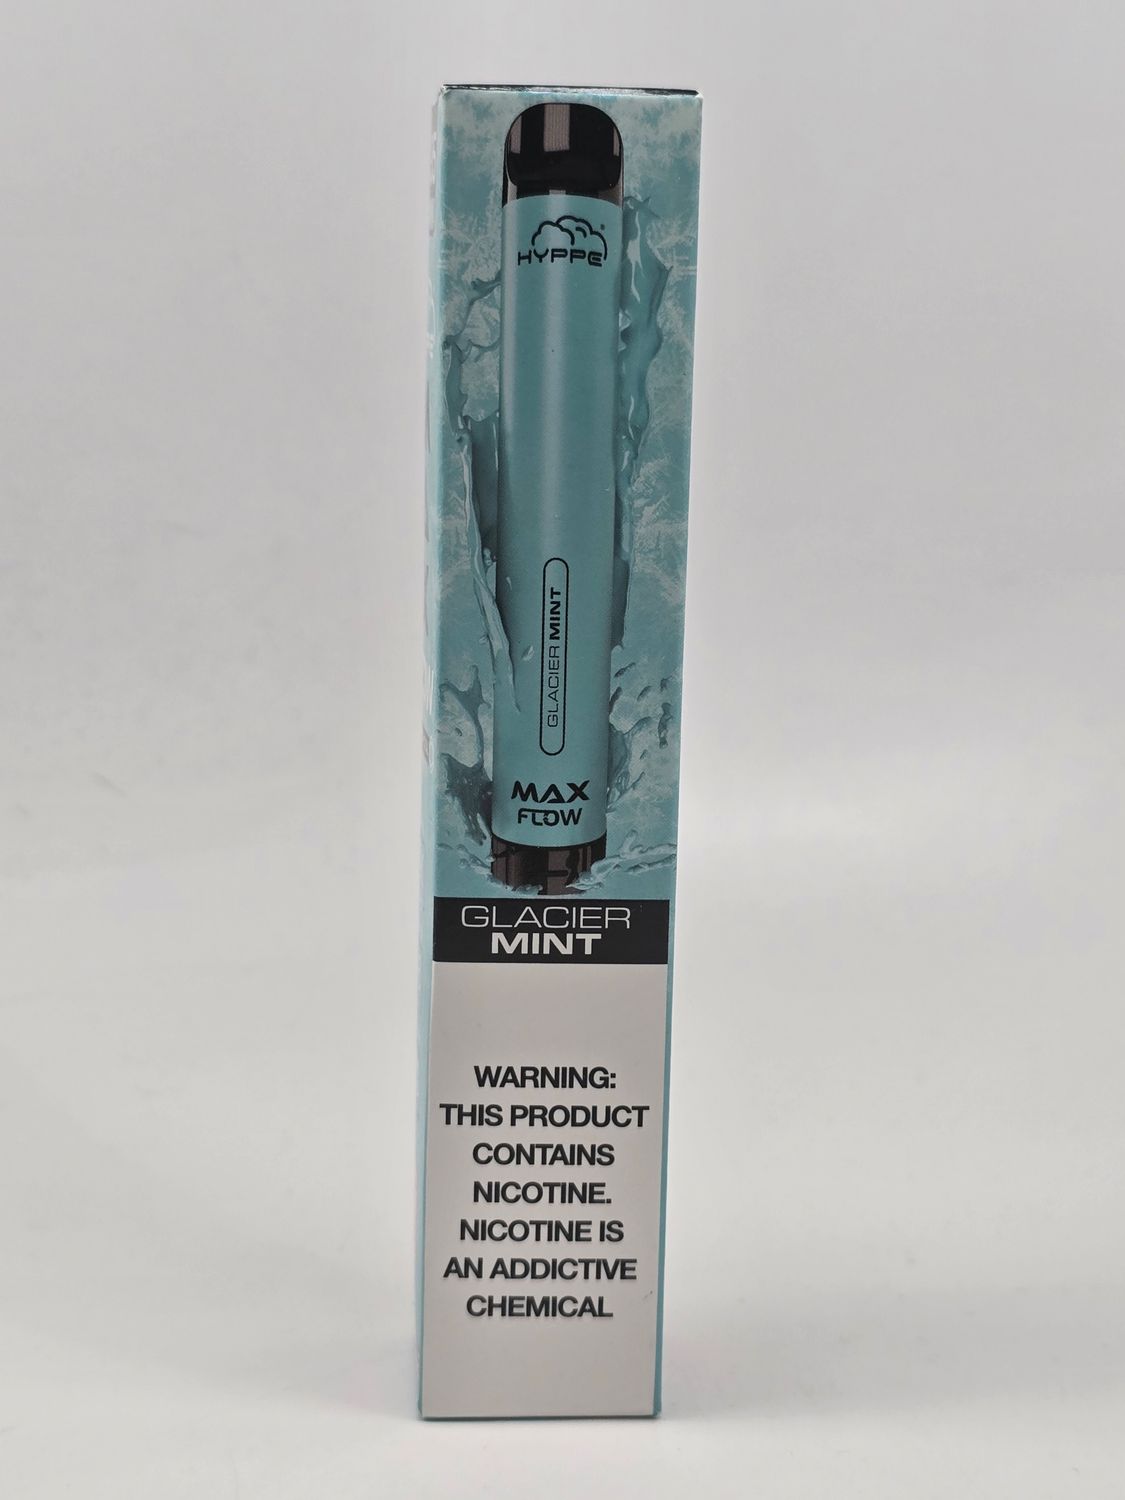 HYPPE
GLACIER MINT
MAX
FLOW
GLACIER
MINT
WARNING:
THIS PRODUCT
CONTAINS
NICOTINE.
NICOTINE IS
AN ADDICTIVE
CHEMICAL